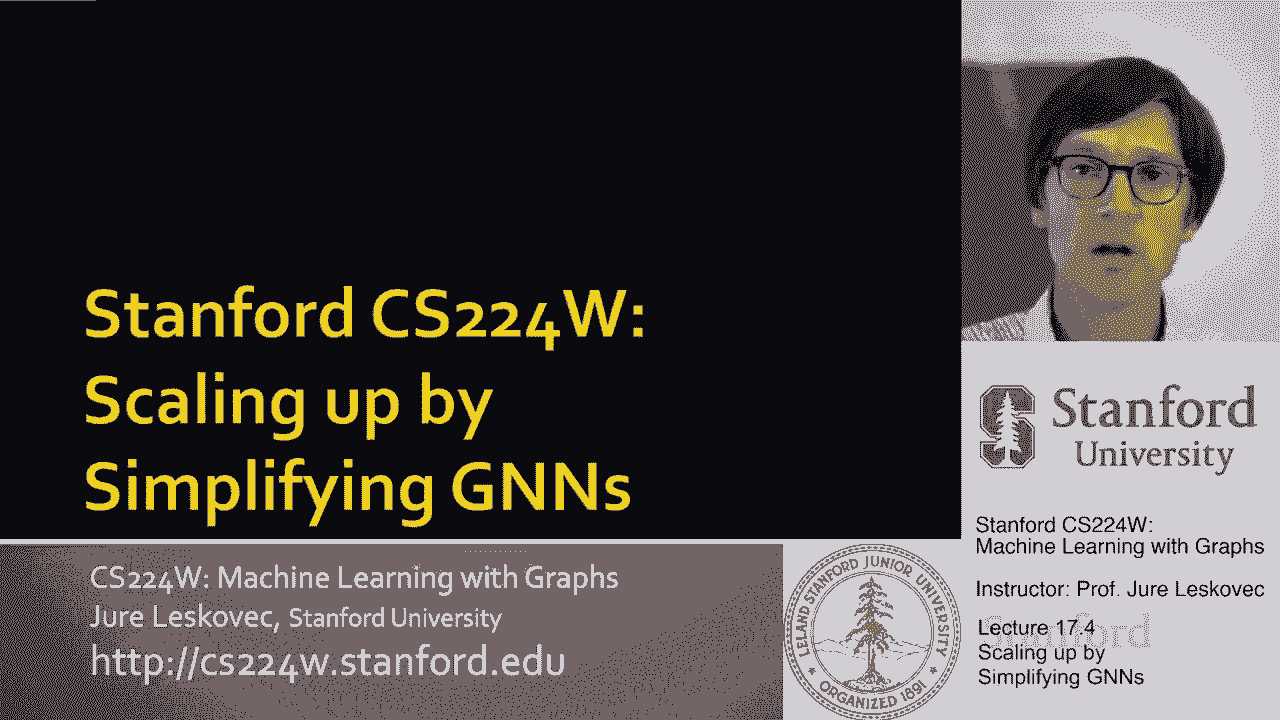 Stanford CS224W:
Scaling up by
Simplifying GNNs
CS224W: Machine Learning with Graphs
Jure Leskovec, Stanford University
http://cs224w.stanford.edu
LELAND STANFORD JUNIOR UNIVERSITY
ORGANIZED 1891
Stanford
University
Stanford CS224W:
Machine Learning with Graphs
Instructor: Prof. Jure Leskovec
Lecture 17.4
Scaling up by
Simplifying GNNs